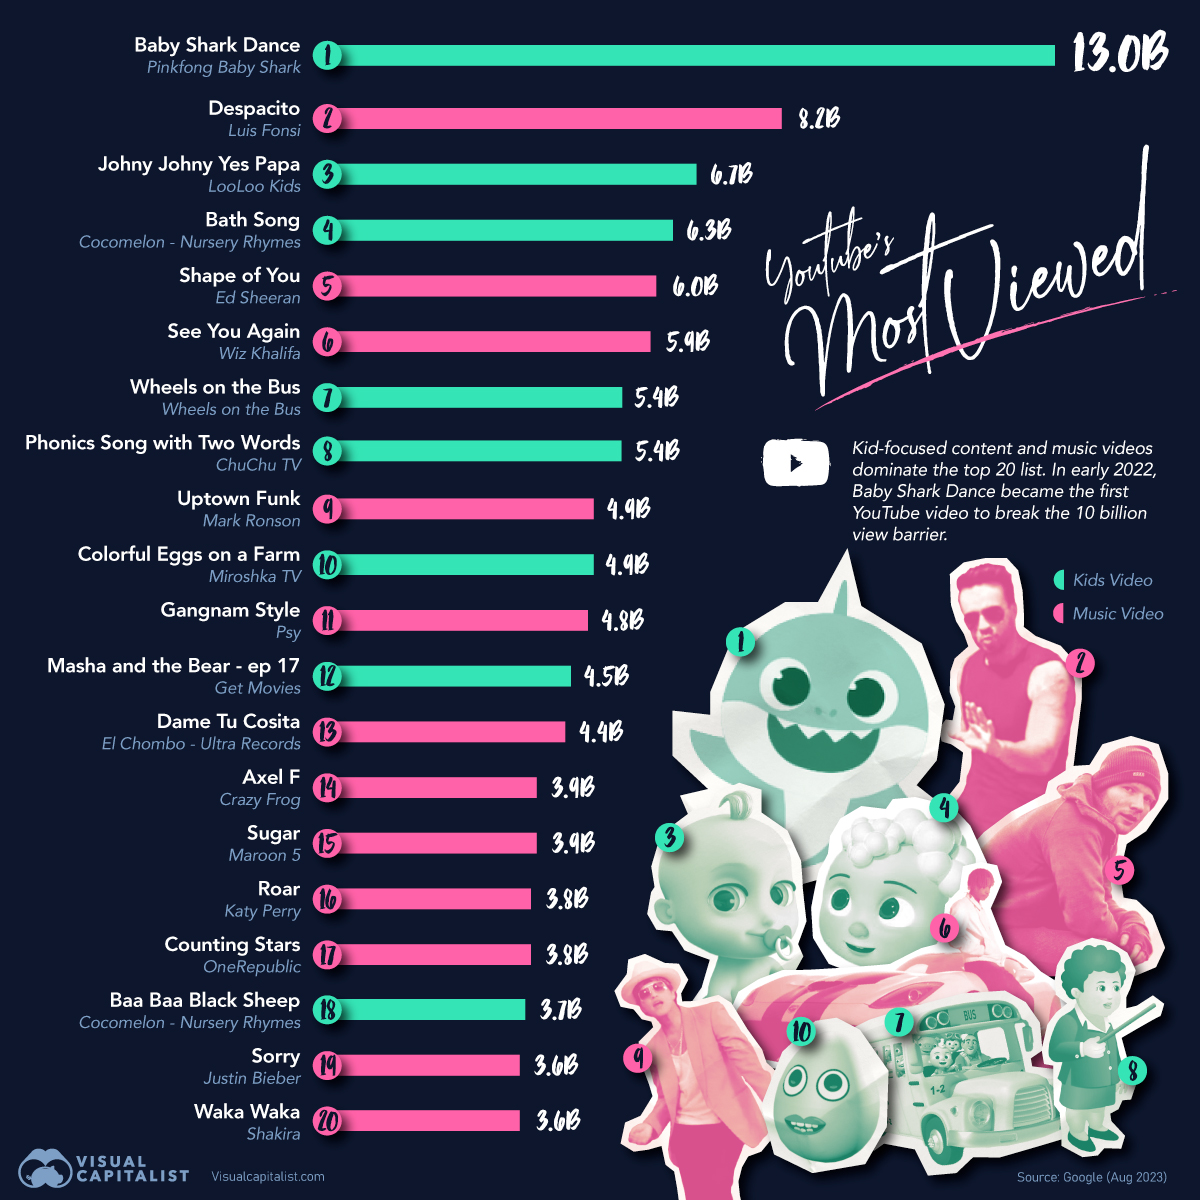 Baby Shark Dance
Pinkfong Baby Shark
1
13.0B
Despacito
Luis Fonsi
2
8.2B
Johny Johny Yes Papa
LooLoo Kids
3
6.7B
Bath Song
Cocomelon - Nursery Rhymes
4
6.3B
Shape of You
Ed Sheeran
5
6.0B
See You Again
Wiz Khalifa
6
5.9B
Wheels on the Bus
Wheels on the Bus
7
5.4B
Phonics Song with Two Words
ChuChu TV
8
5.4B
Uptown Funk
Mark Ronson
9
4.9B
Colorful Eggs on a Farm
Miroshka TV
10
4.9B
Gangnam Style
Psy
11
4.8B
Masha and the Bear - ep 17
Get Movies
12
4.5B
Dame Tu Cosita
El Chombo - Ultra Records
13
4.4B
Axel F
Crazy Frog
14
3.9B
Sugar
Maroon 5
15
3.9B
Roar
Katy Perry
16
3.8B
Counting Stars
OneRepublic
17
3.8B
Baa Baa Black Sheep
Cocomelon - Nursery Rhymes
18
3.7B
Sorry
Justin Bieber
19
3.6B
Waka Waka
Shakira
20
3.6B
Youtube's
Most Viewed
Kid-focused content and music videos
dominate the top 20 list. In early 2022,
Baby Shark Dance became the first
YouTube video to break the 10 billion
view barrier.
Kids Video
Music Video
1
2
3
4
5
6
7
BUS
1-2
8
9
10
VISUAL
CAPITALIST
Visualcapitalist.com
Source: Google (Aug 2023)